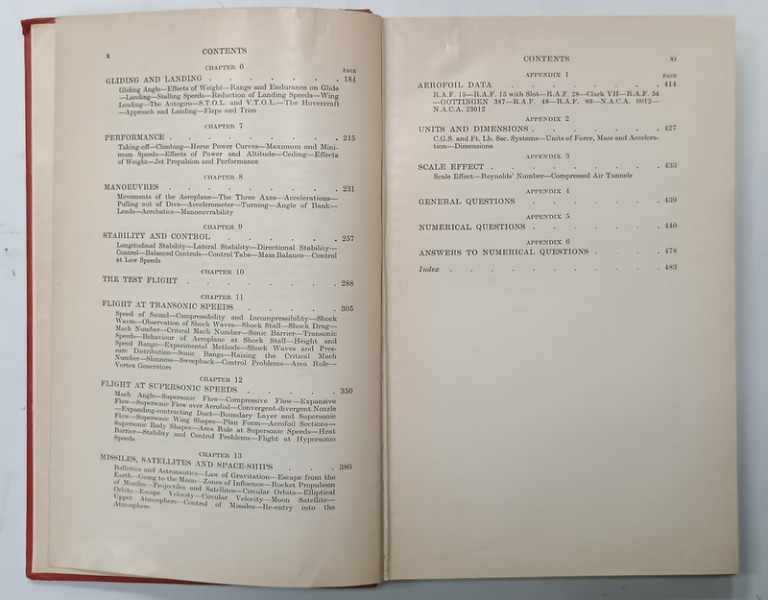 x CONTENTS
CHAPTER 6
PAGE
GLIDING AND LANDING . . . . . . . 184
Gliding Angle—Effects of Weight—Range and Endurance on Glide
—Landing—Stalling Speeds—Reduction of Landing Speeds—Wing
Loading—The Autogiro—S.T.O.L. and V.T.O.L.—The Hovercraft
—Approach and Landing—Flaps and Trim
CHAPTER 7
PERFORMANCE . . . . . . . . . 215
Taking-off—Climbing—Horse Power Curves—Maximum and Mini-
mum Speeds—Effects of Power and Altitude—Ceiling—Effects
of Weight—Jet Propulsion and Performance
CHAPTER 8
MANOEUVRES . . . . . . . . . 231
Movements of the Aeroplane—The Three Axes—Accelerations—
Pulling out of Dive—Accelerometer—Turning—Angle of Bank—
Loads—Aerobatics—Manoeuvrability
CHAPTER 9
STABILITY AND CONTROL . . . . . . 257
Longitudinal Stability—Lateral Stability—Directional Stability—
Control—Balanced Controls—Control Tabs—Mass Balance—Control
at Low Speeds
CHAPTER 10
THE TEST FLIGHT . . . . . . . . 288
CHAPTER 11
FLIGHT AT TRANSONIC SPEEDS . . . . . 305
Speed of Sound—Compressibility and Incompressibility—Shock
Waves—Observation of Shock Waves—Shock Stall—Shock Drag—
Mach Number—Critical Mach Number—Sonic Barrier—Transonic
Speeds—Behaviour of Aeroplane at Shock Stall—Height and
Speed Range—Experimental Methods—Shock Waves and Pres-
sure Distribution—Sonic Bangs—Raising the Critical Mach
Number—Slimness—Sweepback—Control Problems—Area Rule—
Vortex Generators
CHAPTER 12
FLIGHT AT SUPERSONIC SPEEDS . . . . . 350
Mach Angle—Supersonic Flow—Compressive Flow—Expansive
Flow—Supersonic Flow over Aerofoil—Convergent-divergent Nozzle
—Expanding-contracting Duct—Boundary Layer and Supersonic
Flow—Supersonic Wing Shapes—Plan Form—Aerofoil Sections—
Supersonic Body Shapes—Area Rule at Supersonic Speeds—Heat
Barrier—Stability and Control Problems—Flight at Hypersonic
Speeds
CHAPTER 13
MISSILES, SATELLITES AND SPACE-SHIPS . . . 380
Ballistics and Astronautics—Law of Gravitation—Escape from the
Earth—Going to the Moon—Zones of Influence—Rocket Propulsion
of Missiles—Projectiles and Satellites—Circular Orbits—Elliptical
Orbits—Escape Velocity—Circular Velocity—Moon Satellite—
Upper Atmosphere—Control of Missiles—Re-entry into the
Atmosphere
CONTENTS xi
APPENDIX 1
PAGE
AEROFOIL DATA . . . . . . . . 414
R.A.F. 15—R.A.F. 15 with Slot—R.A.F. 28—Clark YH—R.A.F. 34
—GOTTINGEN 387—R.A.F. 48—R.A.F. 89—N.A.C.A. 0012—
N.A.C.A. 23012
APPENDIX 2
UNITS AND DIMENSIONS . . . . . . . 427
C.G.S. and Ft. Lb. Sec. Systems—Units of Force, Mass and Accelera-
tion—Dimensions
APPENDIX 3
SCALE EFFECT . . . . . . . . . 433
Scale Effect—Reynolds' Number—Compressed Air Tunnels
APPENDIX 4
GENERAL QUESTIONS . . . . . . . 439
APPENDIX 5
NUMERICAL QUESTIONS . . . . . . . 446
APPENDIX 6
ANSWERS TO NUMERICAL QUESTIONS . . . . 478
Index . . . . . . . . . . . 483